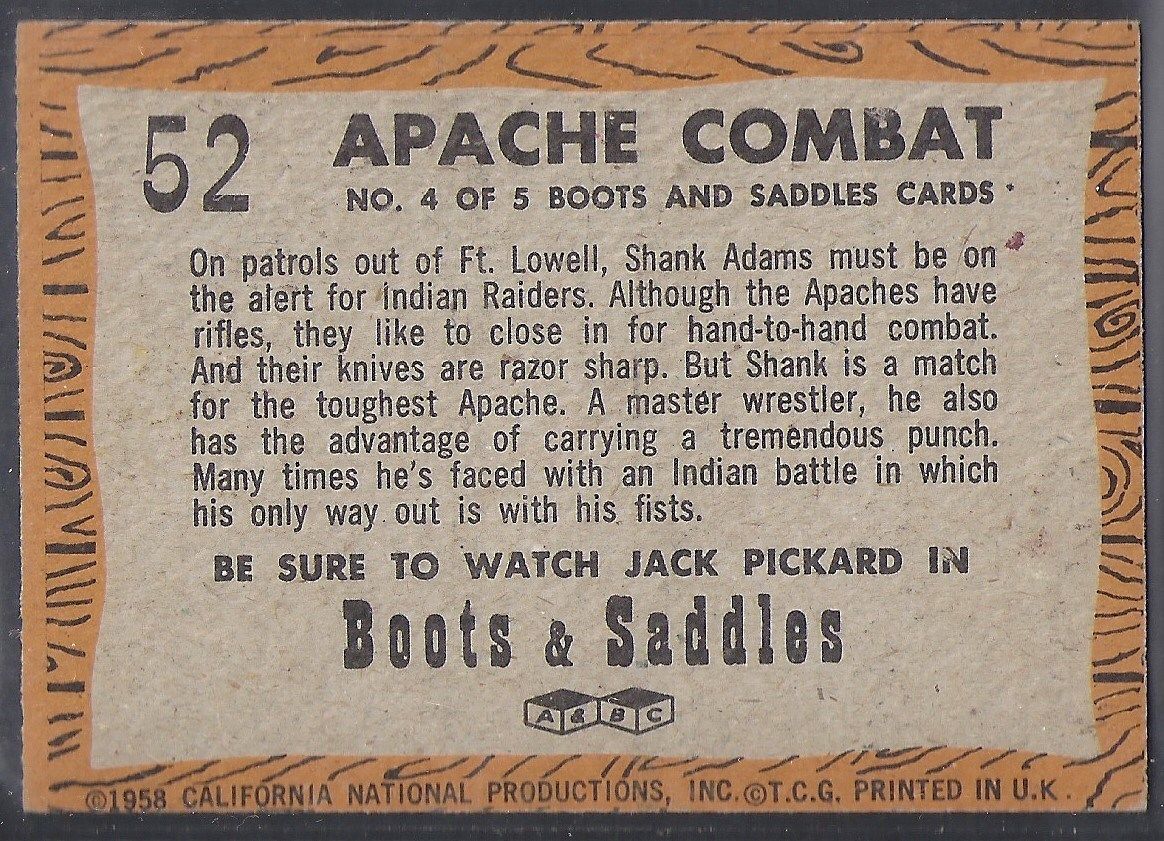 52 APACHE COMBAT
NO. 4 OF 5 BOOTS AND SADDLES CARDS
On patrols out of Ft. Lowell, Shank Adams must be on
the alert for Indian Raiders. Although the Apaches have
rifles, they like to close in for hand-to-hand combat.
And their knives are razor sharp. But Shank is a match
for the toughest Apache. A master wrestler, he also
has the advantage of carrying a tremendous punch.
Many times he's faced with an Indian battle in which
his only way out is with his fists.
BE SURE TO WATCH JACK PICKARD IN
Boots & Saddles
A & B C
©1958 CALIFORNIA NATIONAL PRODUCTIONS, INC. ©T.C.G. PRINTED IN U.K.